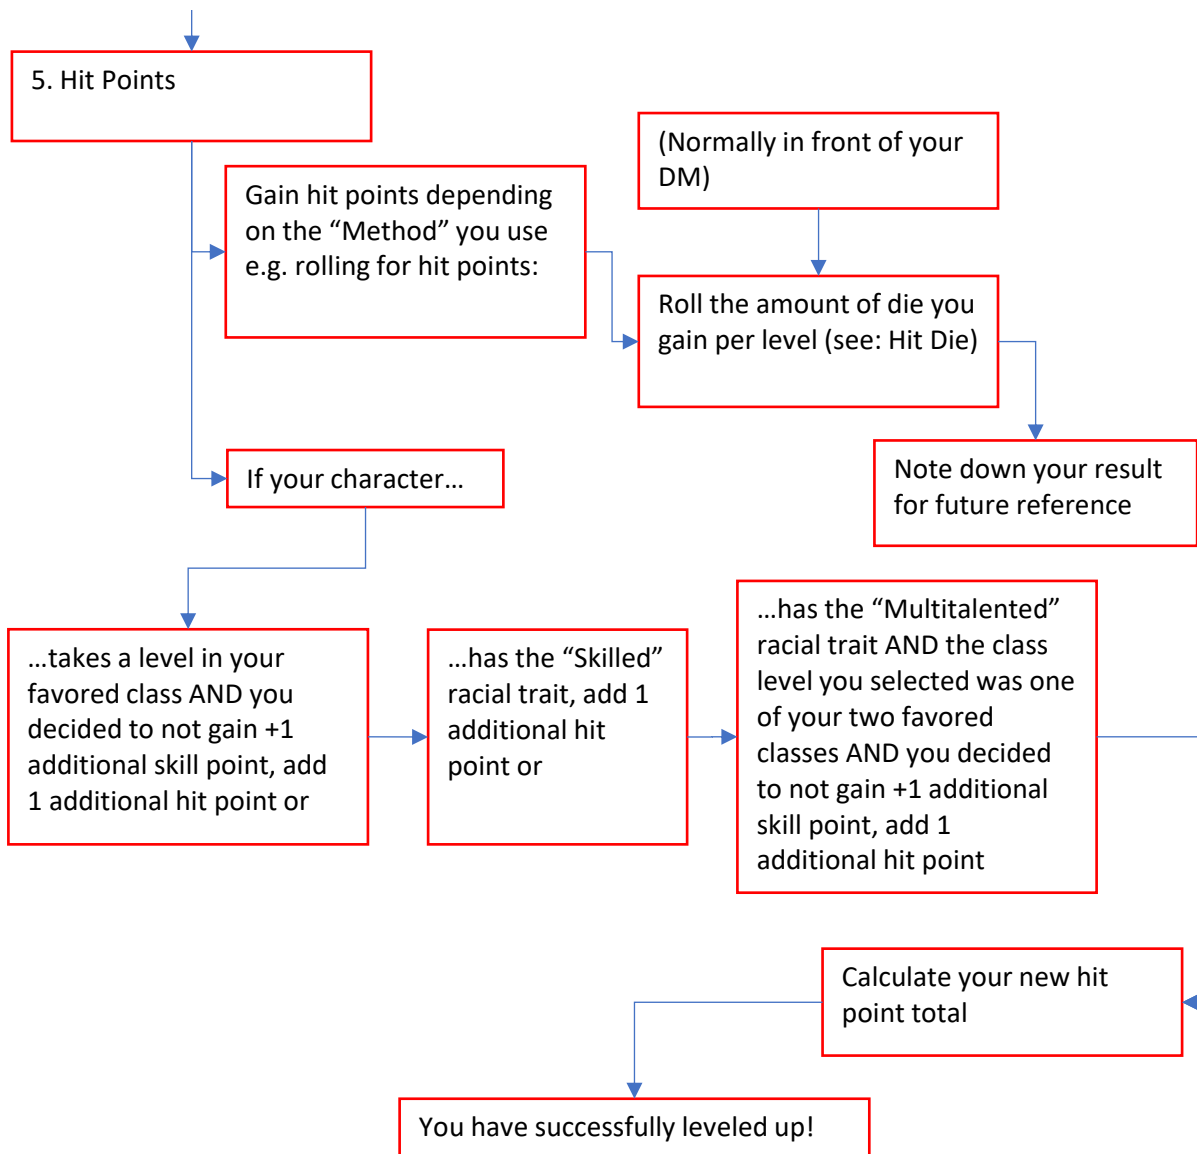 5. Hit Points
(Normally in front of your
DM)
Gain hit points depending
on the “Method” you use
e.g. rolling for hit points:
Roll the amount of die you
gain per level (see: Hit Die)
If your character…
Note down your result
for future reference
…takes a level in your
favored class AND you
decided to not gain +1
additional skill point, add
1 additional hit point or
…has the “Skilled”
racial trait, add 1
additional hit
point or
…has the “Multitalented”
racial trait AND the class
level you selected was one
of your two favored
classes AND you decided
to not gain +1 additional
skill point, add 1
additional hit point
Calculate your new hit
point total
You have successfully leveled up!